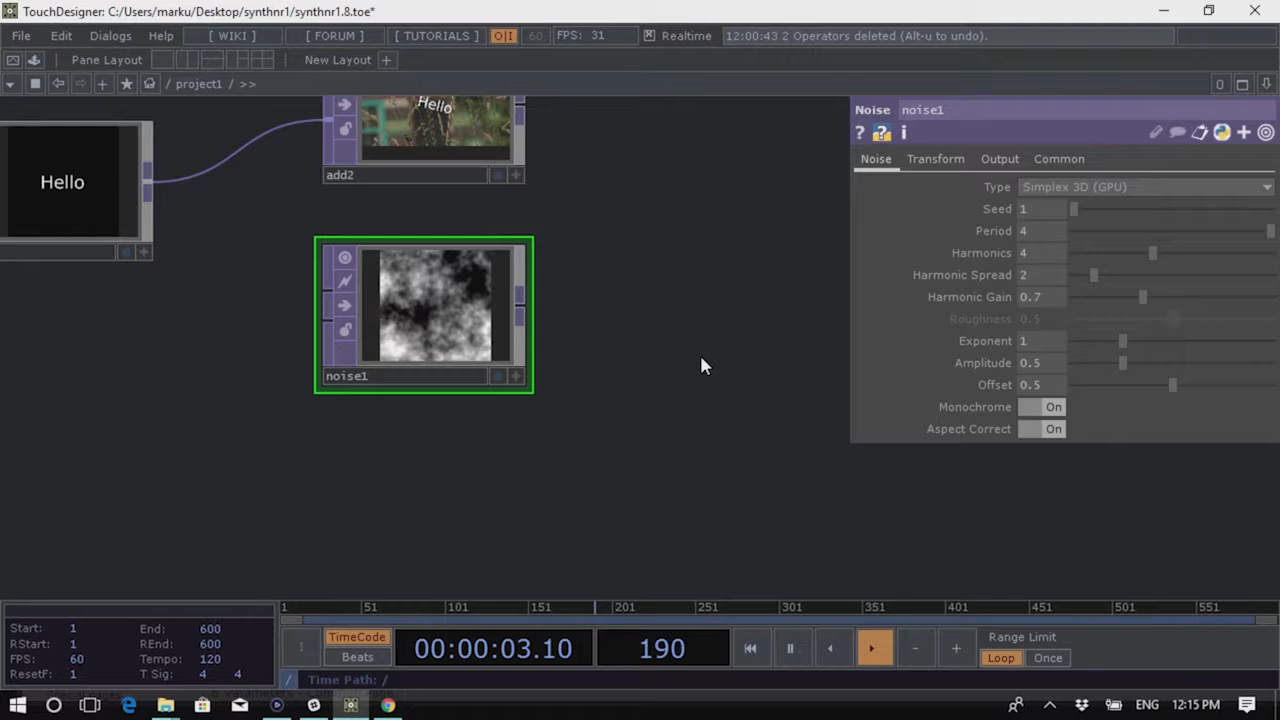 TouchDesigner: C:/Users/marku/Desktop/synthnr1/synthnr1.8.toe*
File Edit Dialogs Help [ WIKI ] [ FORUM ] [ TUTORIALS ] O|I 60 FPS: 31 Realtime 12:00:43 2 Operators deleted (Alt-u to undo).
Pane Layout New Layout +
/ project1 / >> 0
Noise noise1
? ? i
Noise Transform Output Common
Type Simplex 3D (GPU)
Seed 1
Period 4
Harmonics 4
Harmonic Spread 2
Harmonic Gain 0.7
Roughness 0.5
Exponent 1
Amplitude 0.5
Offset 0.5
Monochrome On
Aspect Correct On
Hello
Hello
add2
noise1
1 51 101 151 201 251 301 351 401 451 501 551
Start: 1 End: 600
RStart: 1 REnd: 600
FPS: 60 Tempo: 120
ResetF: 1 T Sig: 4 4
TimeCode
Beats
00:00:03.10
190
Range Limit
Loop Once
/ Time Path: /
ENG 12:15 PM